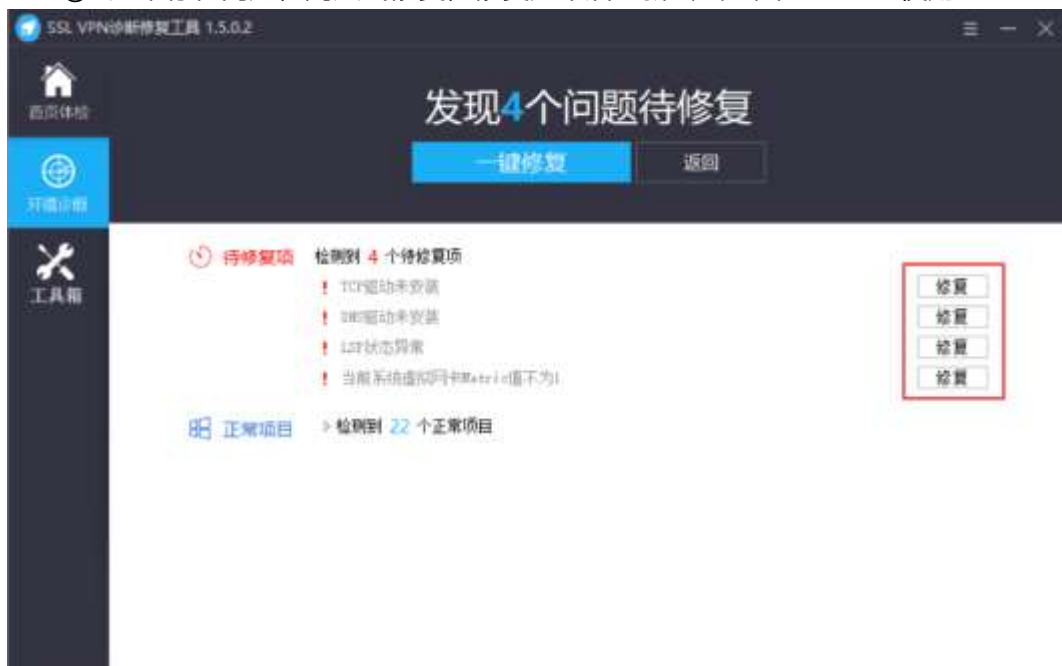 SSL VPN诊断修复工具 1.5.0.2
首页体检
发现4个问题待修复
一键修复 返回
环境诊断
工具箱
待修复项 检测到 4 个待修复项
! TCP驱动未安装 修复
! 驱动未安装 修复
! LSP状态异常 修复
! 当前系统虚拟网卡Metric值不为1 修复
正常项目 > 检测到 22 个正常项目